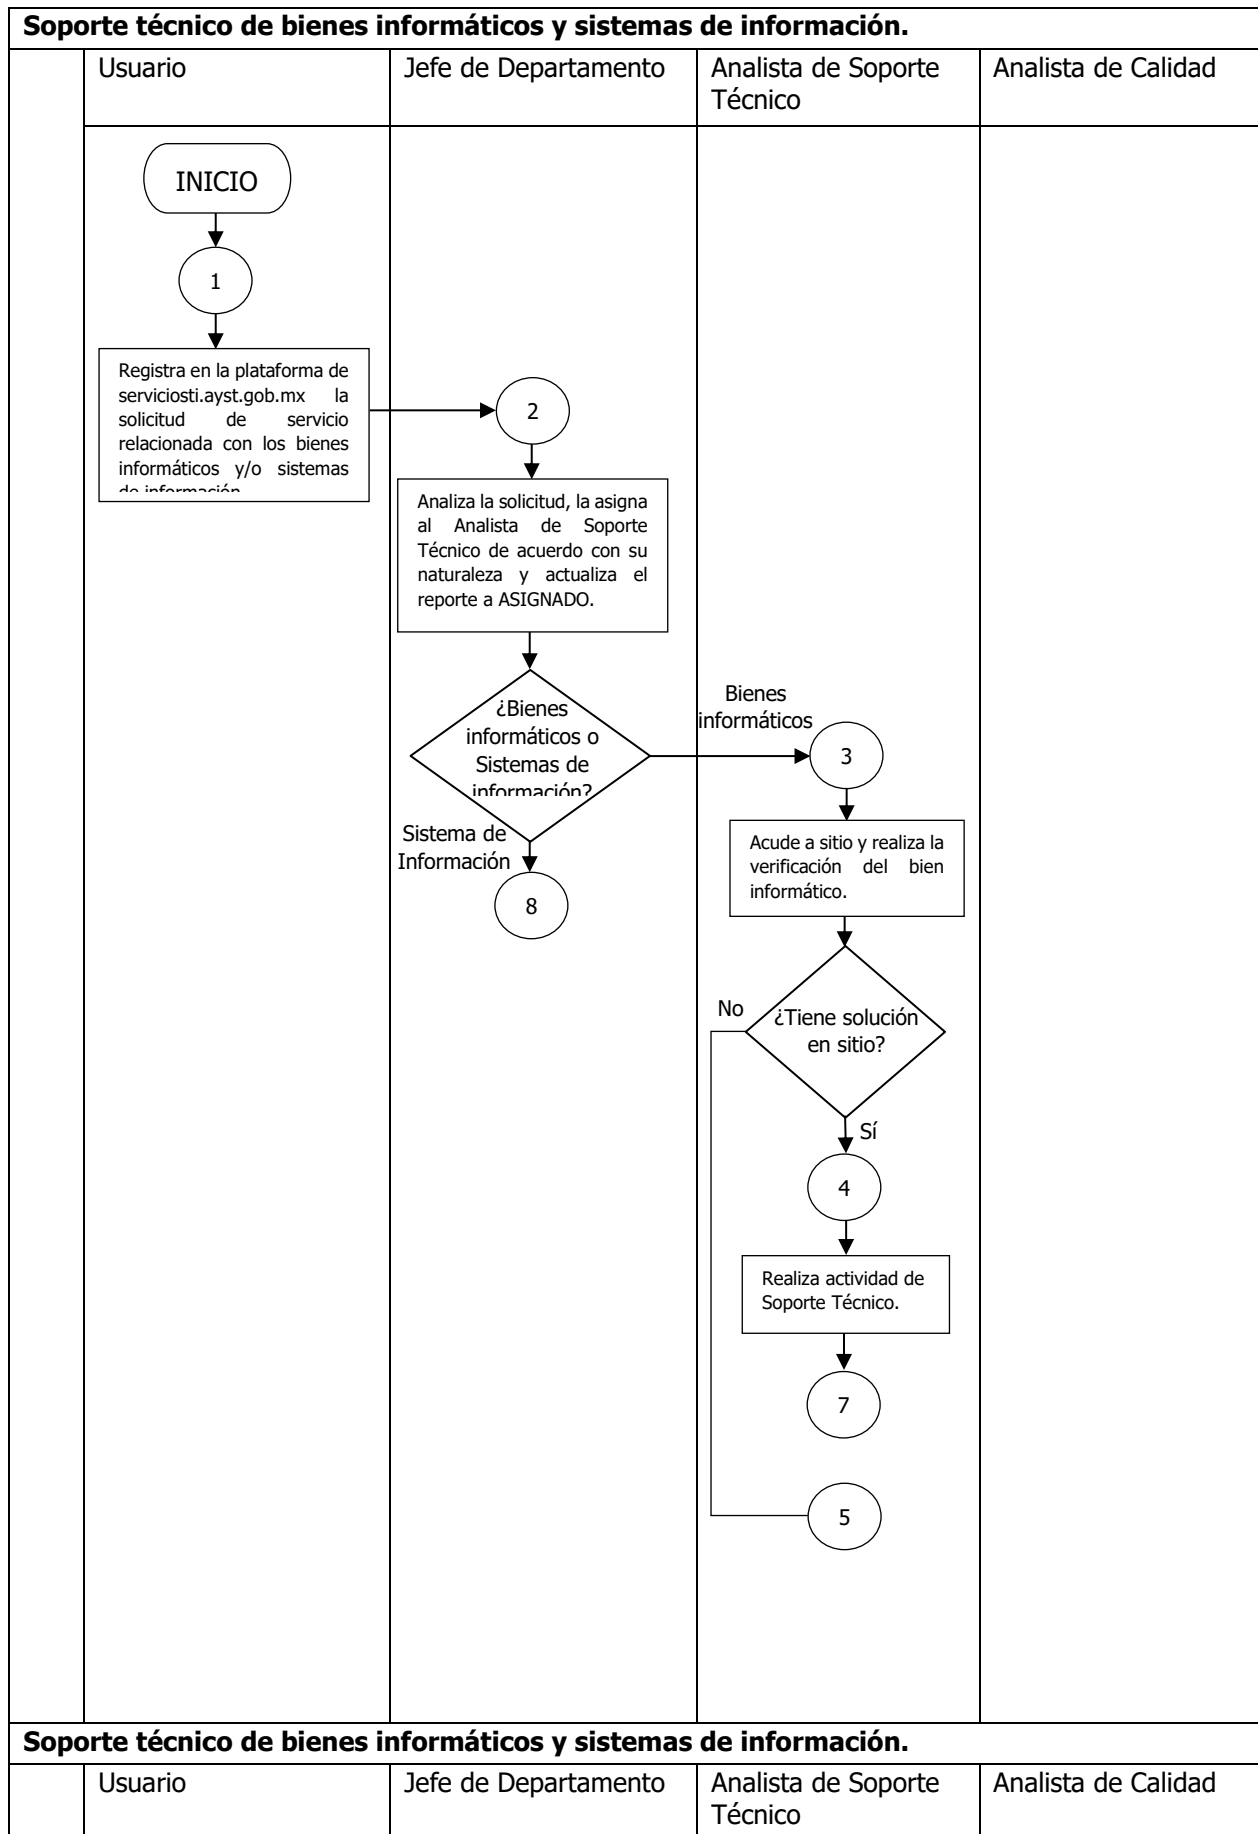 Soporte técnico de bienes informáticos y sistemas de información.
Usuario
Jefe de Departamento
Analista de Soporte
Técnico
Analista de Calidad
INICIO
1
Registra en la plataforma de
serviciosti.ayst.gob.mx la
solicitud de servicio
relacionada con los bienes
informáticos y/o sistemas
de información
2
Analiza la solicitud, la asigna
al Analista de Soporte
Técnico de acuerdo con su
naturaleza y actualiza el
reporte a ASIGNADO.
¿Bienes
informáticos o
Sistemas de
información?
Bienes
informáticos
3
Sistema de
Información
8
Acude a sitio y realiza la
verificación del bien
informático.
¿Tiene solución
en sitio?
No
Sí
4
Realiza actividad de
Soporte Técnico.
7
5
Soporte técnico de bienes informáticos y sistemas de información.
Usuario
Jefe de Departamento
Analista de Soporte
Técnico
Analista de Calidad